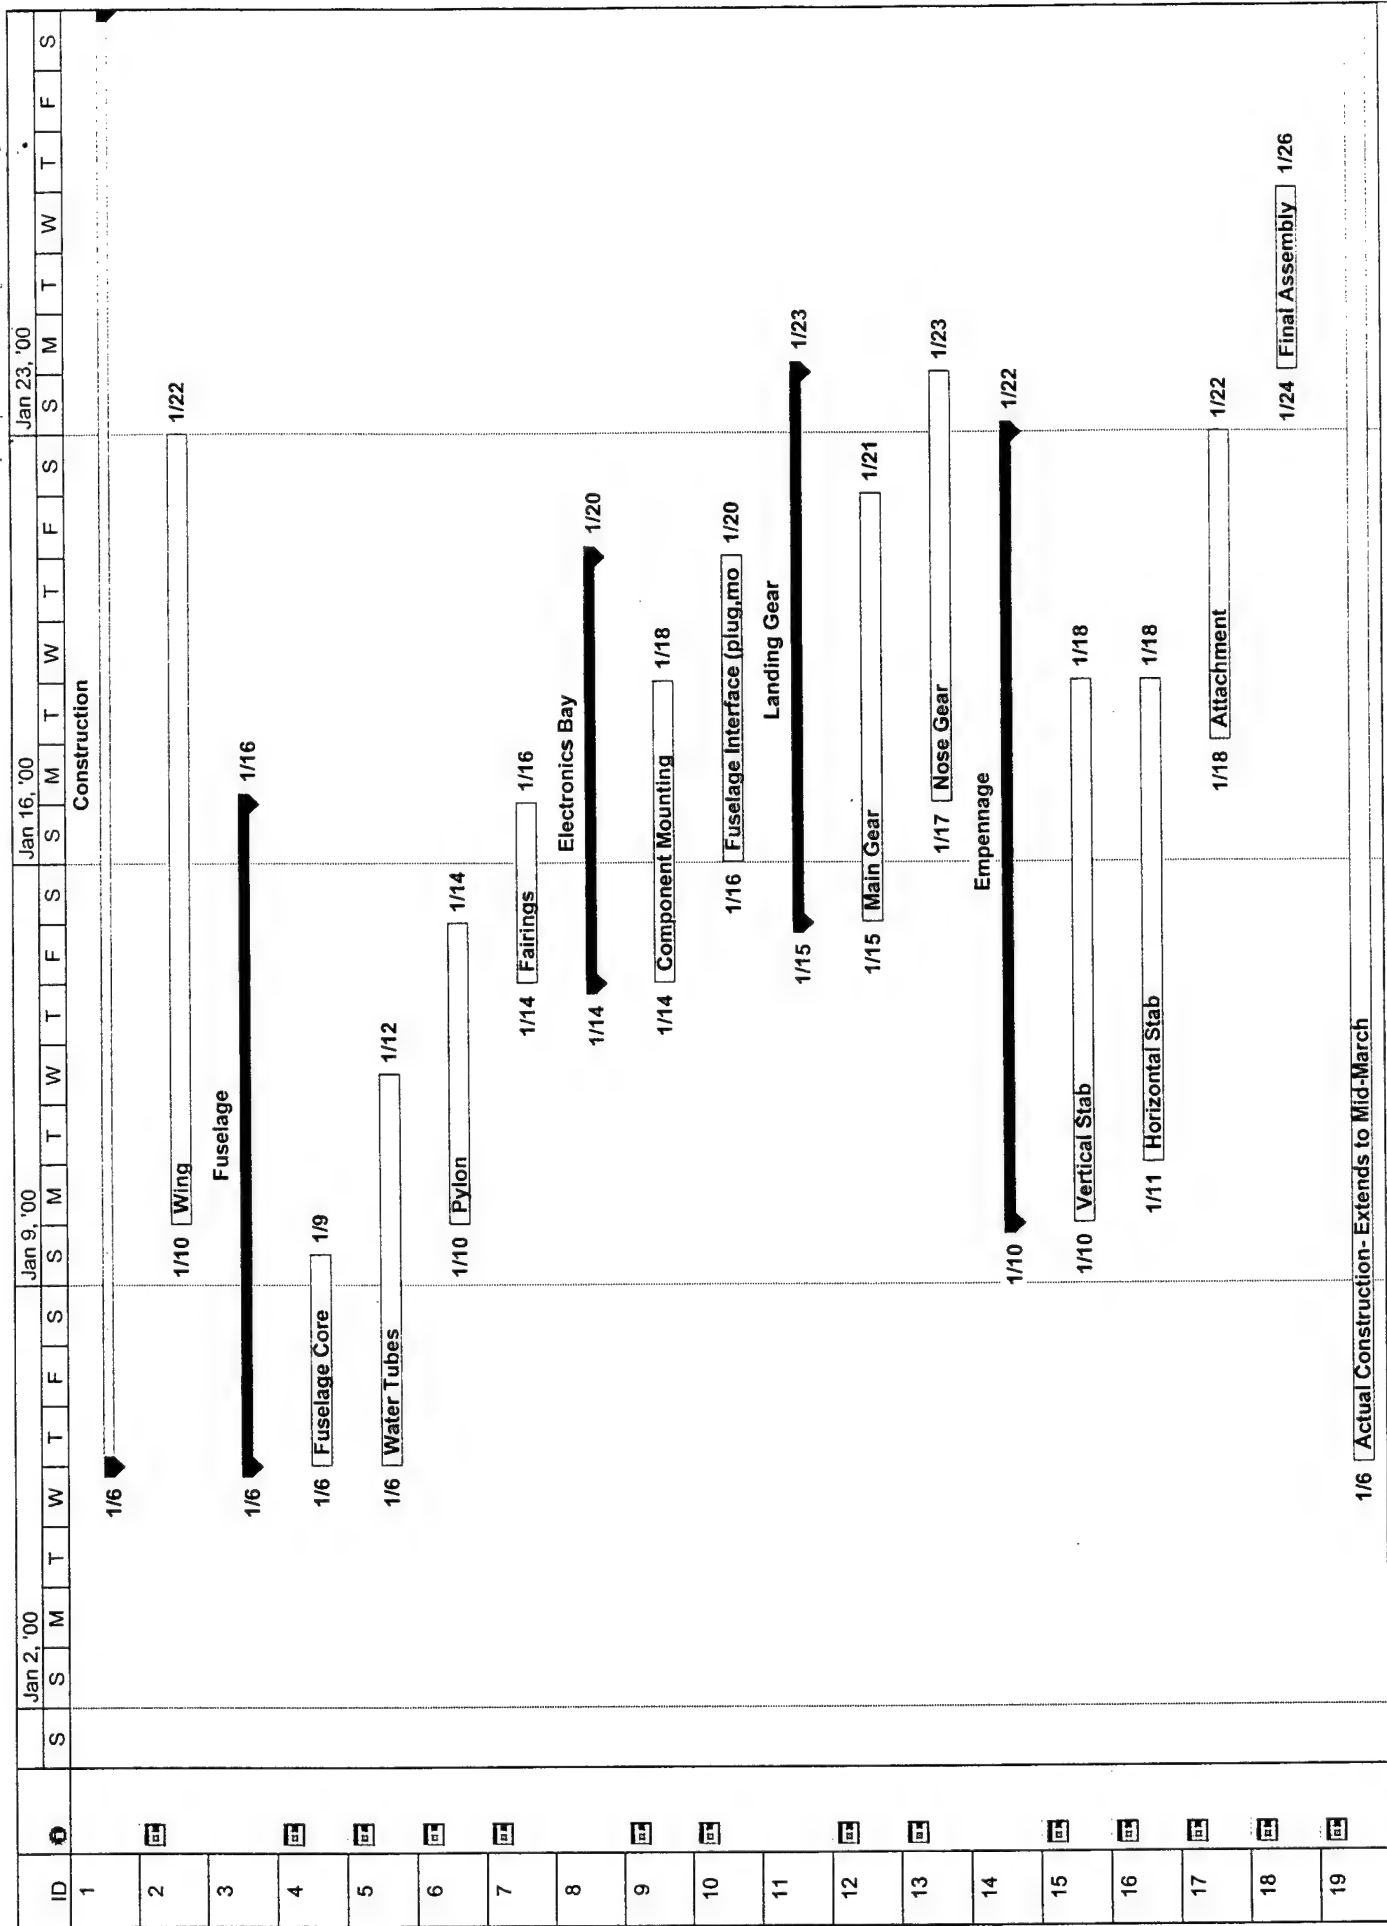 Jan 2, '00 Jan 9, '00 Jan 16, '00 Jan 23, '00
ID S S M T W T F S S M T W T F S S M T W T F S S M T W T F S
1 1/6 Construction
2 1/10 Wing 1/22
3 1/6 Fuselage 1/16
4 1/6 Fuselage Core 1/9
5 1/6 Water Tubes 1/12
6 1/10 Pylon 1/14
7 1/14 Fairings 1/16
8 1/14 Electronics Bay 1/20
9 1/14 Component Mounting 1/18
10 1/16 Fuselage Interface (plug,mo 1/20
11 1/15 Landing Gear 1/23
12 1/15 Main Gear 1/21
13 1/17 Nose Gear 1/23
14 1/10 Empennage 1/22
15 1/10 Vertical Stab 1/18
16 1/11 Horizontal Stab 1/18
17 1/18 Attachment 1/22
18 1/24 Final Assembly 1/26
19 1/6 Actual Construction- Extends to Mid-March